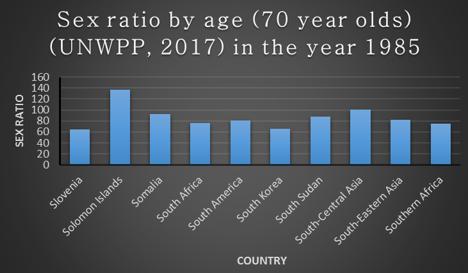 Sex ratio by age (70 year olds)
(UNWPP, 2017) in the year 1985
SEX RATIO
160
140
120
100
80
60
40
20
0
Slovenia
Solomon Islands
Somalia
South Africa
South America
South Korea
South Sudan
South-Central Asia
South-Eastern Asia
Southern Africa
COUNTRY